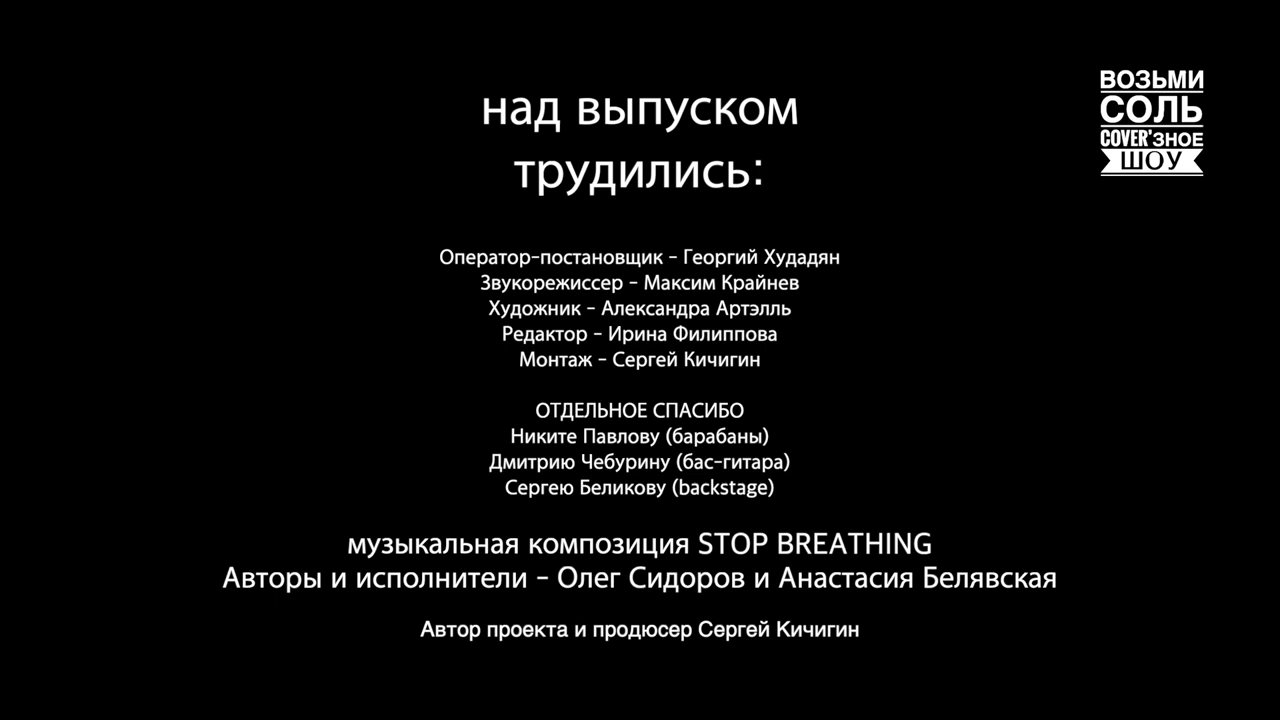 над выпуском
трудились:
ВОЗЬМИ
СОЛЬ
COVER'ЗНОЕ
ШОУ
Оператор-постановщик - Георгий Худадян
Звукорежиссер - Максим Крайнев
Художник - Александра Артэлль
Редактор - Ирина Филиппова
Монтаж - Сергей Кичигин
ОТДЕЛЬНОЕ СПАСИБО
Никите Павлову (барабаны)
Дмитрию Чебурину (бас-гитара)
Сергею Беликову (backstage)
музыкальная композиция STOP BREATHING
Авторы и исполнители - Олег Сидоров и Анастасия Белявская
Автор проекта и продюсер Сергей Кичигин